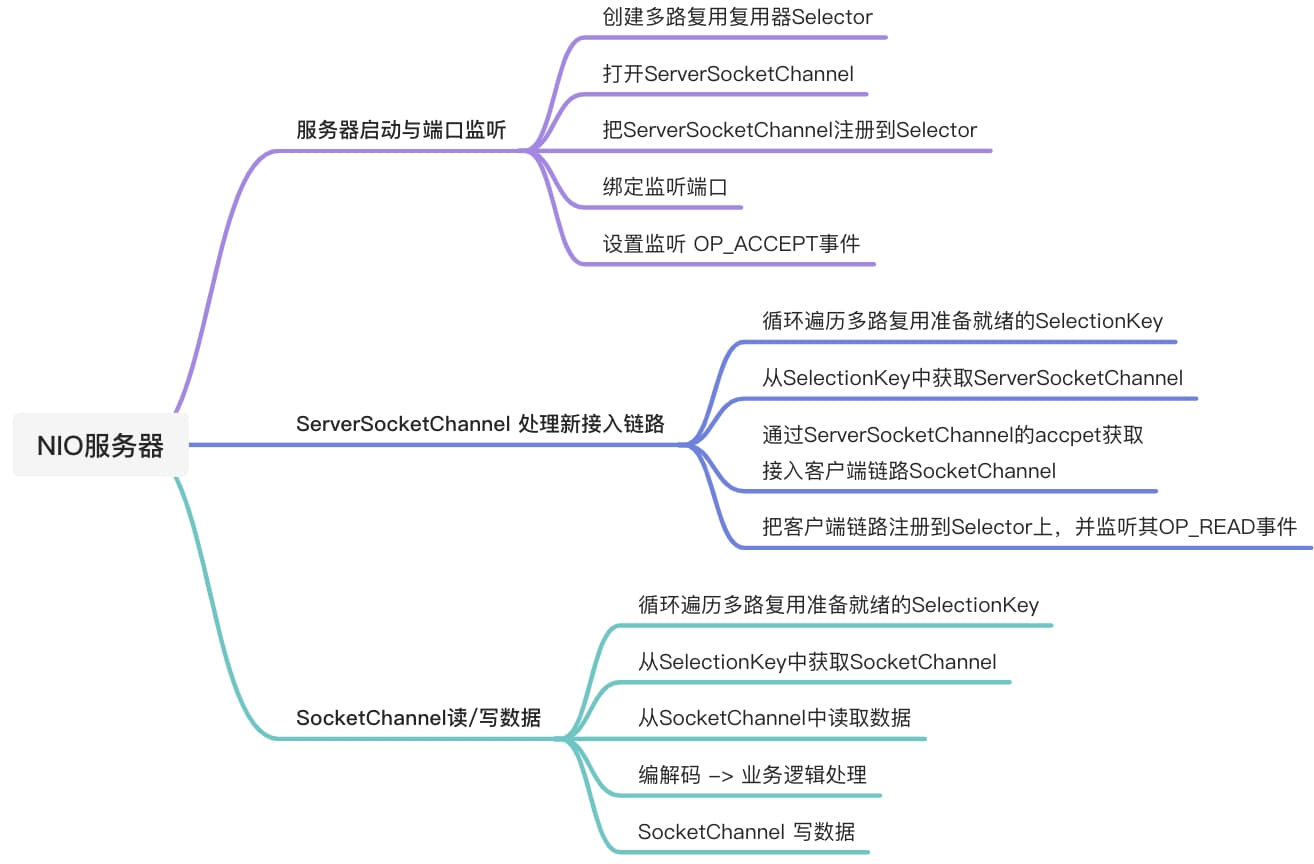 NIO服务器
服务器启动与端口监听
创建多路复用复用器Selector
打开ServerSocketChannel
把ServerSocketChannel注册到Selector
绑定监听端口
设置监听 OP_ACCEPT事件
ServerSocketChannel 处理新接入链路
循环遍历多路复用准备就绪的SelectionKey
从SelectionKey中获取ServerSocketChannel
通过ServerSocketChannel的accpet获取
接入客户端链路SocketChannel
把客户端链路注册到Selector上，并监听其OP_READ事件
SocketChannel读/写数据
循环遍历多路复用准备就绪的SelectionKey
从SelectionKey中获取SocketChannel
从SocketChannel中读取数据
编解码 -> 业务逻辑处理
SocketChannel 写数据